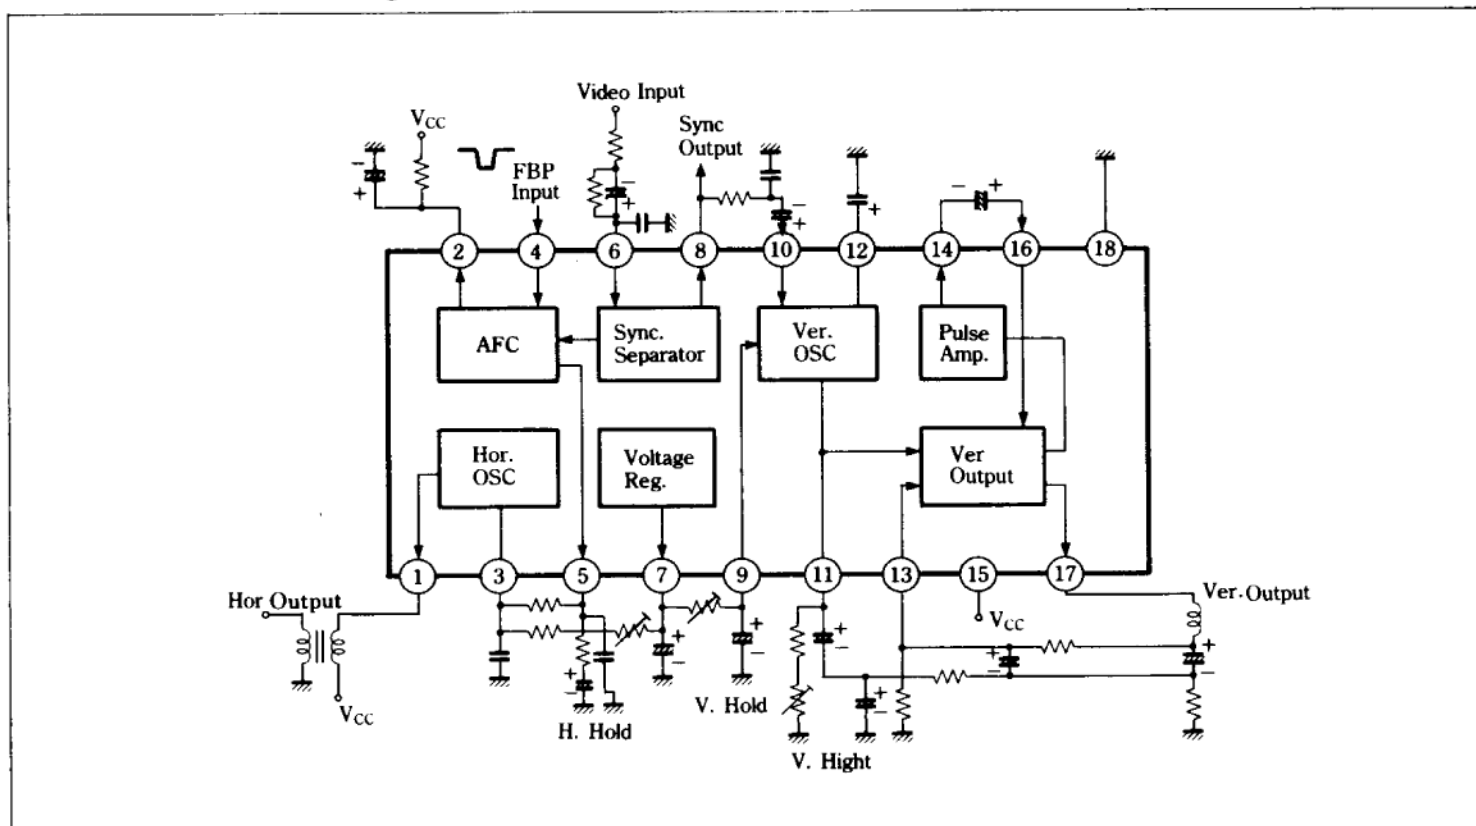 Video Input
VCC
Sync
Output
FBP
Input
2
4
6
8
10
12
14
16
18
AFC
Sync.
Separator
Ver.
OSC
Pulse
Amp.
Hor.
OSC
Voltage
Reg.
Ver
Output
1
3
5
7
9
11
13
15
17
Hor Output
Ver. Output
VCC
VCC
V. Hold
H. Hold
V. Hight